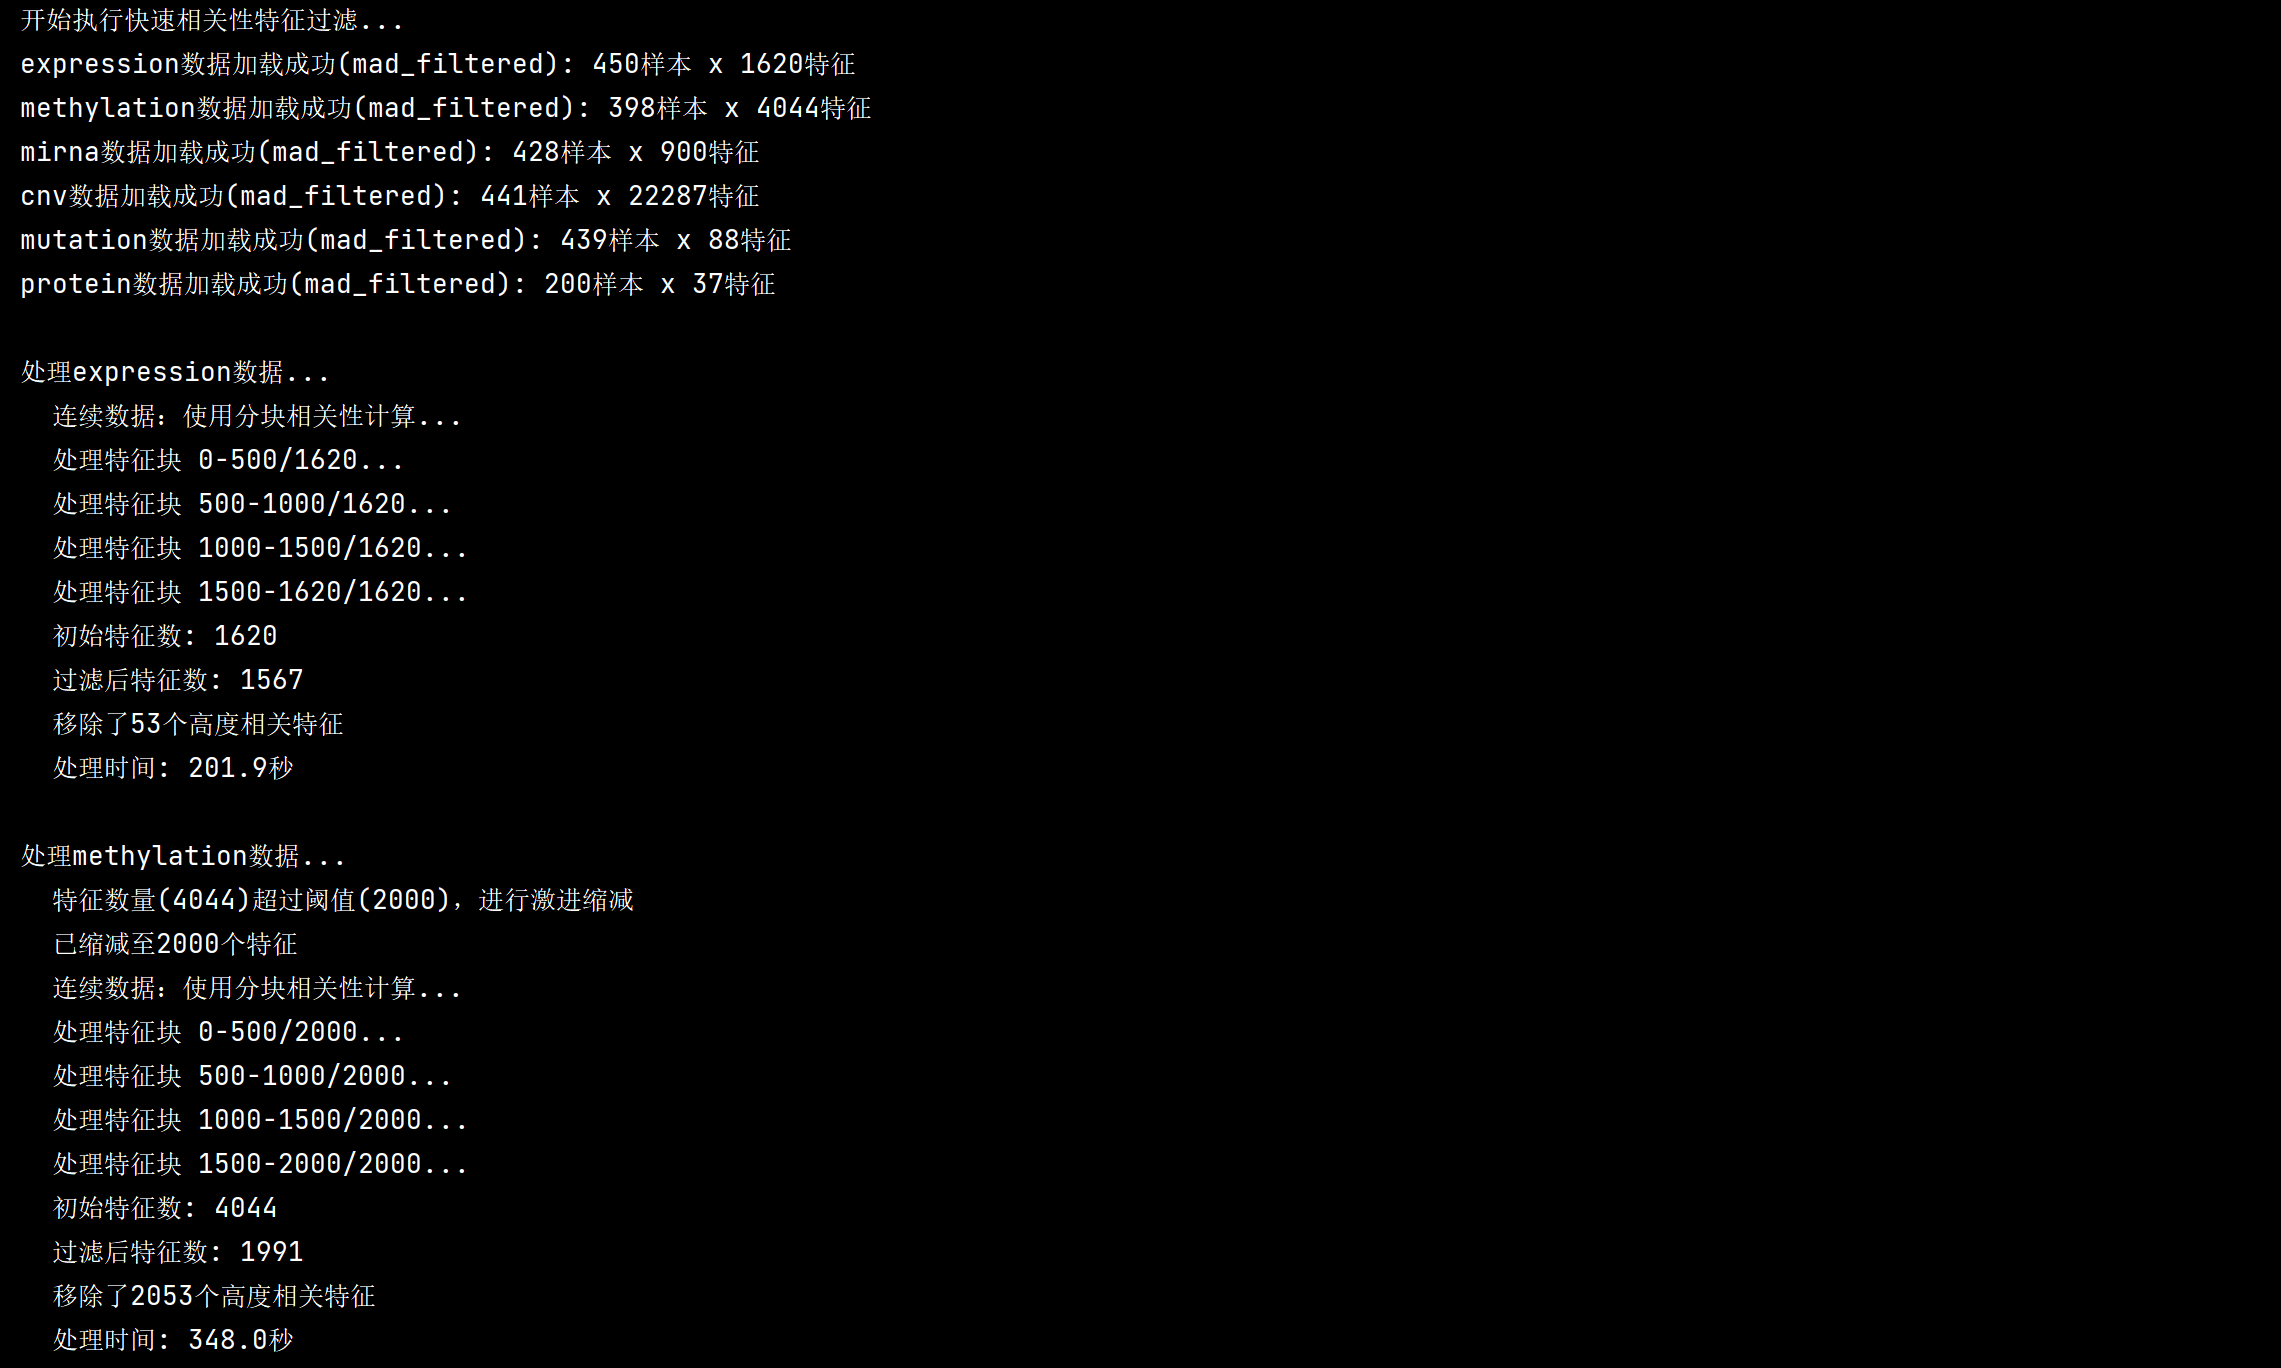 开始执行快速相关性特征过滤...
expression数据加载成功(mad_filtered): 450样本 x 1620特征
methylation数据加载成功(mad_filtered): 398样本 x 4044特征
mirna数据加载成功(mad_filtered): 428样本 x 900特征
cnv数据加载成功(mad_filtered): 441样本 x 22287特征
mutation数据加载成功(mad_filtered): 439样本 x 88特征
protein数据加载成功(mad_filtered): 200样本 x 37特征
处理expression数据...
连续数据：使用分块相关性计算...
处理特征块 0-500/1620...
处理特征块 500-1000/1620...
处理特征块 1000-1500/1620...
处理特征块 1500-1620/1620...
初始特征数: 1620
过滤后特征数: 1567
移除了53个高度相关特征
处理时间: 201.9秒
处理methylation数据...
特征数量(4044)超过阈值(2000)，进行激进缩减
已缩减至2000个特征
连续数据：使用分块相关性计算...
处理特征块 0-500/2000...
处理特征块 500-1000/2000...
处理特征块 1000-1500/2000...
处理特征块 1500-2000/2000...
初始特征数: 4044
过滤后特征数: 1991
移除了2053个高度相关特征
处理时间: 348.0秒